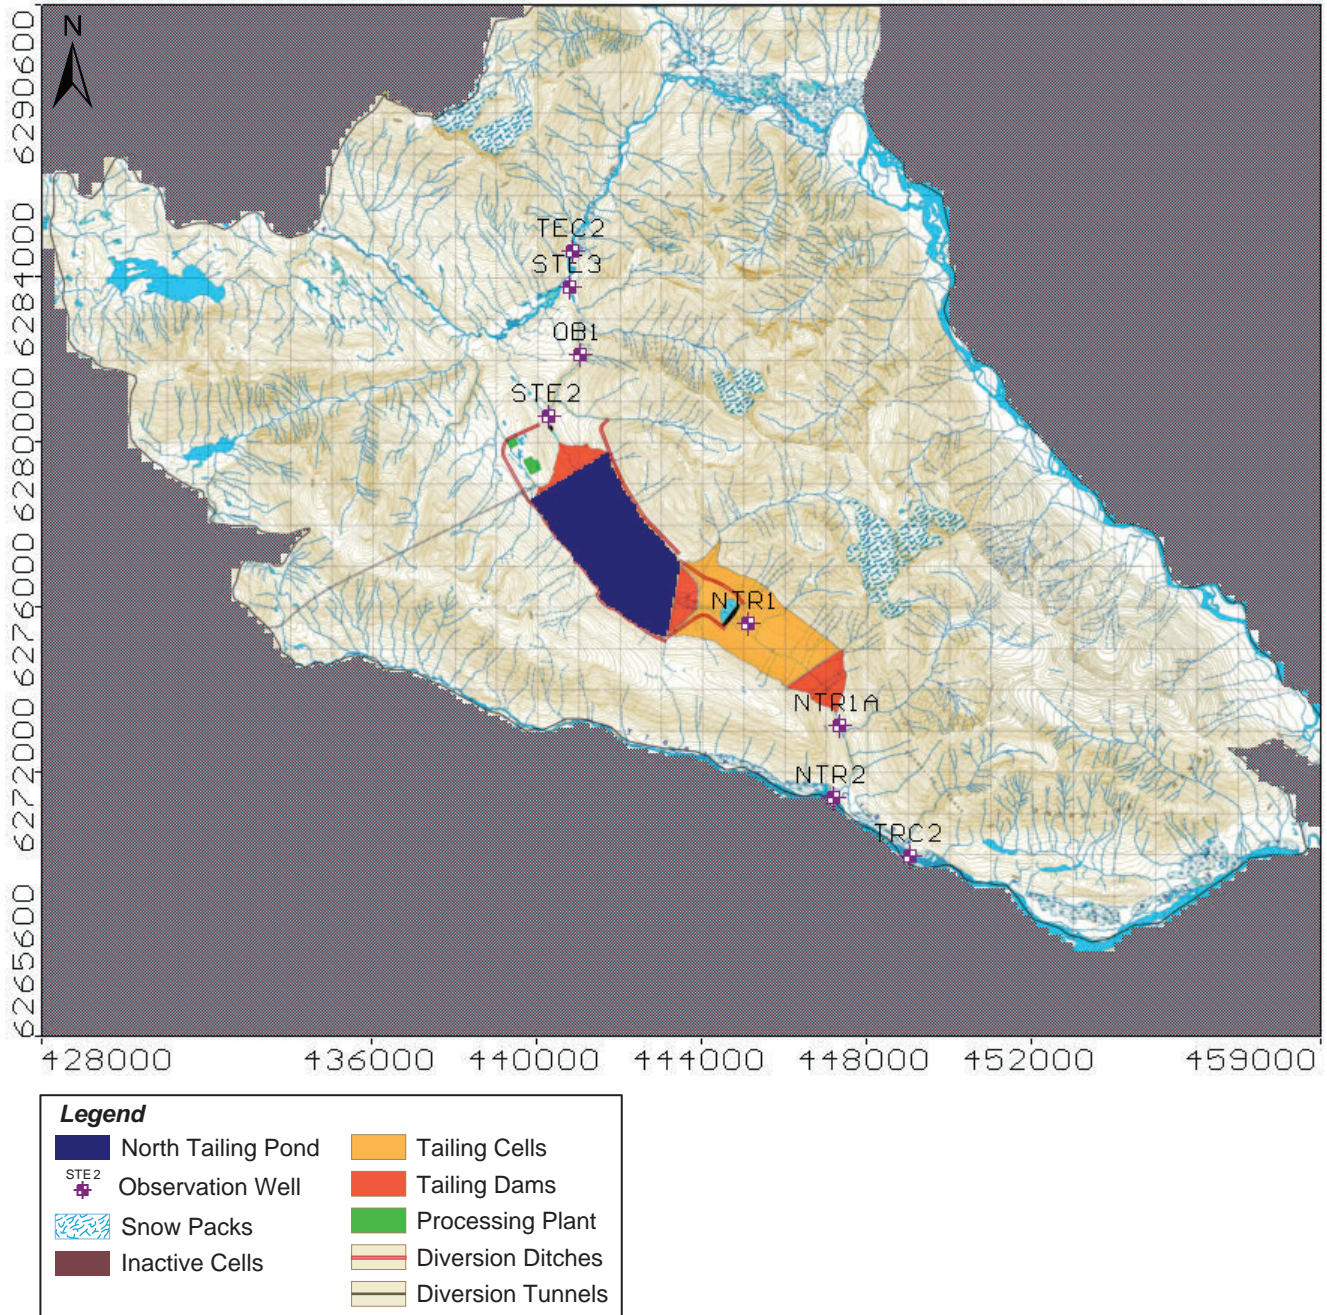 N
6290600
6284000
6280000
6276000
6272000
6265600
TEC2
STE3
OB1
STE2
NTR1
NTR1A
NTR2
TRC2
428000 436000 440000 444000 448000 452000 459000
Legend
North Tailing Pond
STE2
Observation Well
Snow Packs
Inactive Cells
Tailing Cells
Tailing Dams
Processing Plant
Diversion Ditches
Diversion Tunnels